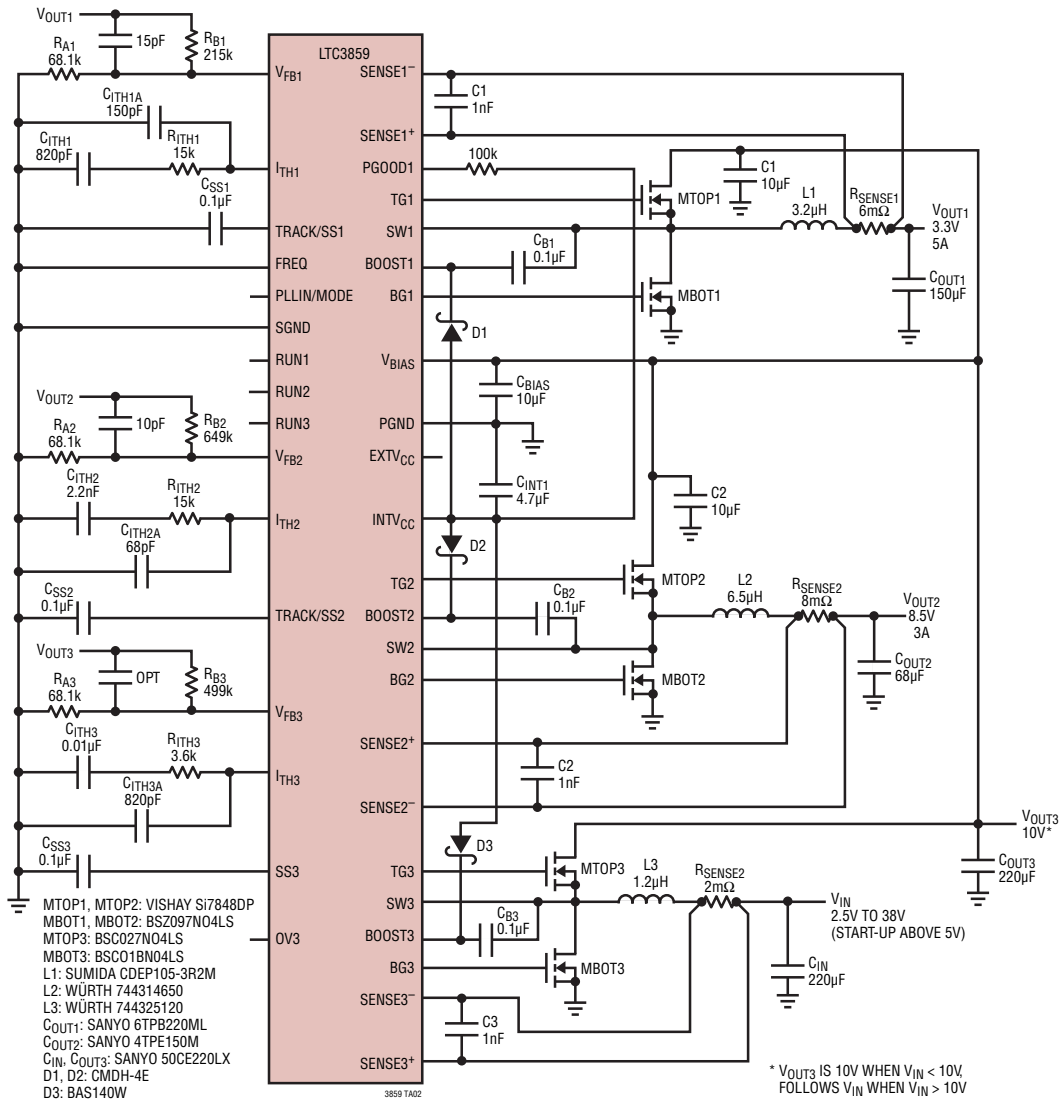 VOUT1
15pF
RB1
215k
RA1
68.1k
CITH1A
150pF
CITH1
820pF
RITH1
15k
CSS1
0.1µF
VOUT2
10pF
RB2
649k
RA2
68.1k
CITH2
2.2nF
RITH2
15k
CITH2A
68pF
CSS2
0.1µF
VOUT3
OPT
RB3
499k
RA3
68.1k
CITH3
0.01µF
RITH3
3.6k
CITH3A
820pF
CSS3
0.1µF
LTC3859
VFB1
ITH1
TRACK/SS1
FREQ
PLLIN/MODE
SGND
RUN1
RUN2
RUN3
VFB2
ITH2
TRACK/SS2
VFB3
ITH3
SS3
OV3
SENSE1–
SENSE1+
PGOOD1
TG1
SW1
BOOST1
BG1
VBIAS
PGND
EXTVCC
INTVCC
TG2
BOOST2
SW2
BG2
SENSE2+
SENSE2–
TG3
SW3
BOOST3
BG3
SENSE3–
SENSE3+
C1
1nF
100k
C1
10µF
MTOP1
L1
3.2µH
RSENSE1
6mΩ
VOUT1
3.3V
5A
CB1
0.1µF
MBOT1
COUT1
150µF
D1
CBIAS
10µF
CINT1
4.7µF
C2
10µF
D2
MTOP2
L2
6.5µH
RSENSE2
8mΩ
VOUT2
8.5V
3A
CB2
0.1µF
MBOT2
COUT2
68µF
C2
1nF
VOUT3
10V*
COUT3
220µF
D3
MTOP3
L3
1.2µH
RSENSE2
2mΩ
VIN
2.5V TO 38V
(START-UP ABOVE 5V)
CB3
0.1µF
MBOT3
CIN
220µF
C3
1nF
MTOP1, MTOP2: VISHAY Si7848DP
MBOT1, MBOT2: BSZ097NO4LS
MTOP3: BSC027NO4LS
MBOT3: BSCO1BN04LS
L1: SUMIDA CDEP105-3R2M
L2: WÜRTH 744314650
L3: WÜRTH 744325120
COUT1: SANYO 6TPB220ML
COUT2: SANYO 4TPE150M
CIN, COUT3: SANYO 50CE220LX
D1, D2: CMDH-4E
D3: BAS140W
3859 TA02
* VOUT3 IS 10V WHEN VIN < 10V,
FOLLOWS VIN WHEN VIN > 10V